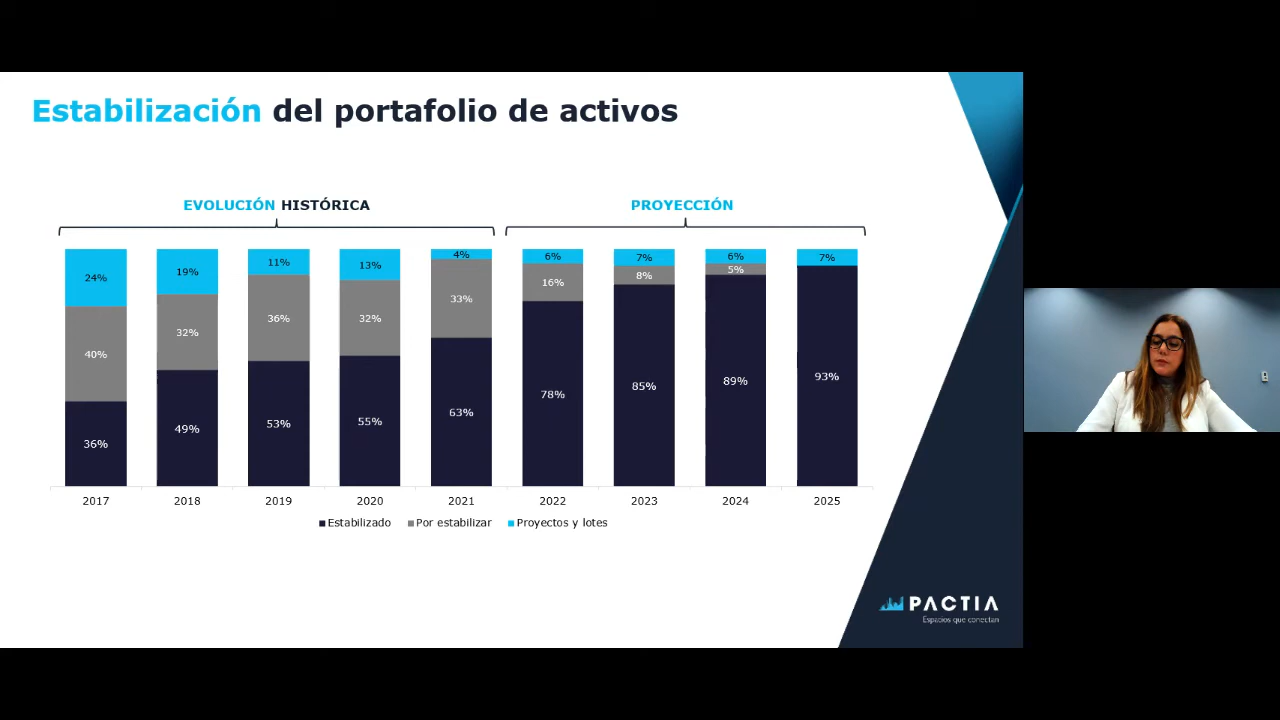 Estabilización del portafolio de activos
EVOLUCIÓN HISTÓRICA
PROYECCIÓN
24% 19% 11% 13% 4% 6% 7% 6% 7%
40% 32% 36% 32% 33% 16% 8% 5%
36% 49% 53% 55% 63% 78% 85% 89% 93%
2017 2018 2019 2020 2021 2022 2023 2024 2025
Estabilizado Por estabilizar Proyectos y lotes
PACTIA
Espacios que conectan